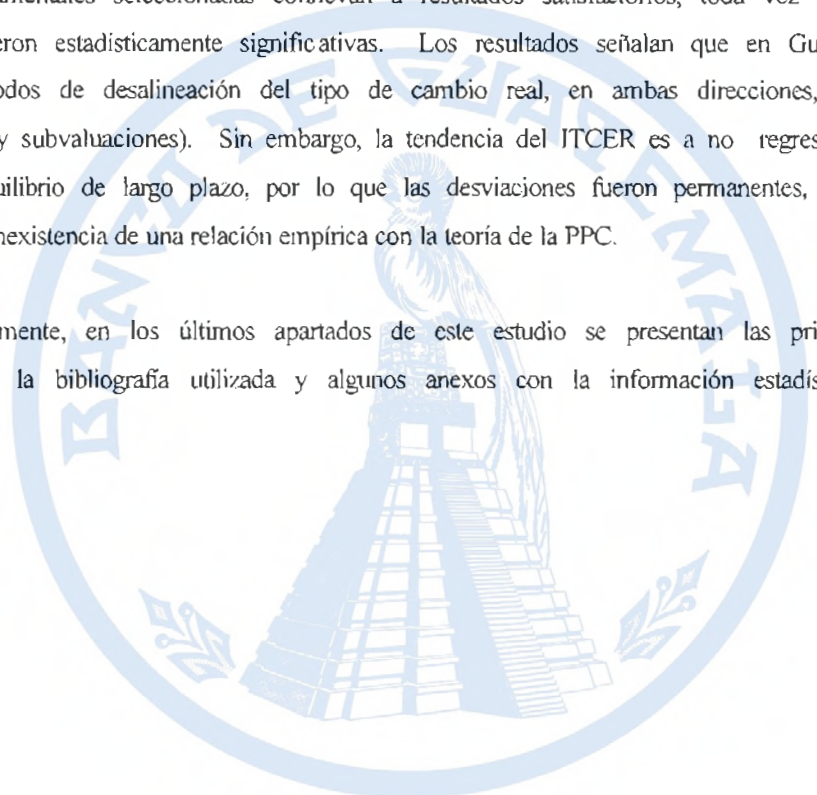 seleccionadas conllevan a resultados satisfactorios, toda vez
estadísticamente significativas. Los resultados señalan que en Gu
de desalineación del tipo de cambio real, en ambas direcciones,
y subvaluaciones). Sin embargo, la tendencia del ITCER es a no regres
uilibrio de largo plazo, por lo que las desviaciones fueron permanentes,
nexistencia de una relación empírica con la teoría de la PPC.
mente, en los últimos apartados de este estudio se presentan las pri
la bibliografía utilizada y algunos anexos con la información estadís
BANCO DE GUATEMALA